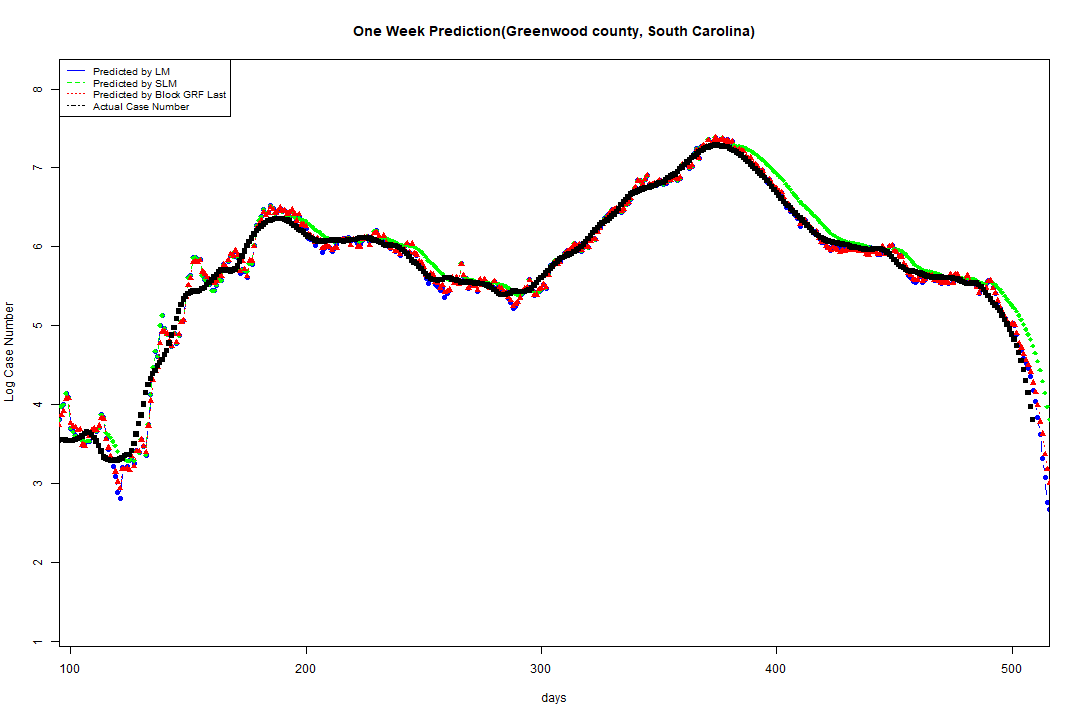 One Week Prediction(Greenwood county, South Carolina)
Predicted by LM
Predicted by SLM
Predicted by Block GRF Last
Actual Case Number
Log Case Number
8
7
6
5
4
3
2
1
100 200 300 400 500
days